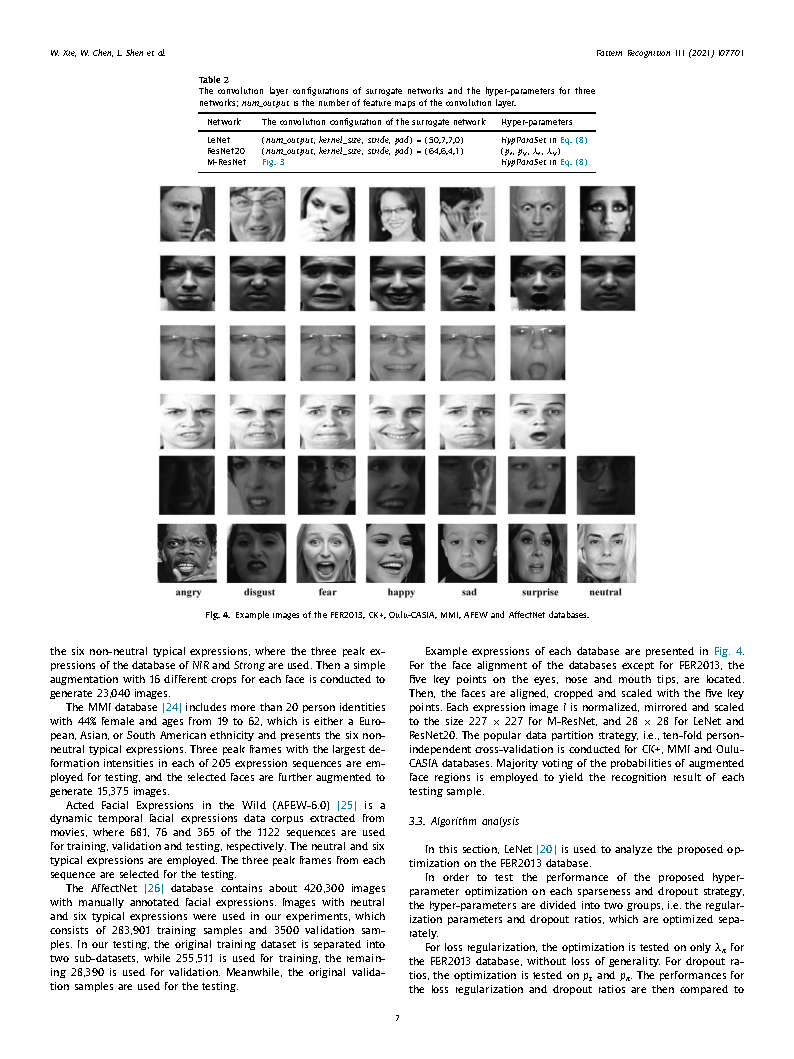 W. Xie, W. Chen, L. Shen et al.
Pattern Recognition 111 (2021) 107701
Table 2
The convolution layer configurations of surrogate networks and the hyper-parameters for three
networks; num_output is the number of feature maps of the convolution layer.
Network The convolution configuration of the surrogate network Hyper-parameters
LeNet (num_output, kernel_size, stride, pad) = (50,7,7,0) HypParaSet in Eq. (8)
ResNet20 (num_output, kernel_size, stride, pad) = (64,6,4,1)
M-ResNet Fig. 3 HypParaSet in Eq. (8)
angry disgust fear happy sad surprise neutral
Fig. 4. Example images of the FER2013, CK+, Oulu-CASIA, MMI, AFEW and AffectNet databases.
the six non-neutral typical expressions, where the three peak ex-
pressions of the database of NIR and Strong are used. Then a simple
augmentation with 16 different crops for each face is conducted to
generate 23,040 images.
The MMI database [24] includes more than 20 person identities
with 44% female and ages from 19 to 62, which is either a Euro-
pean, Asian, or South American ethnicity and presents the six non-
neutral typical expressions. Three peak frames with the largest de-
formation intensities in each of 205 expression sequences are em-
ployed for testing, and the selected faces are further augmented to
generate 15,375 images.
Acted Facial Expressions in the Wild (AFEW-6.0) [25] is a
dynamic temporal facial expressions data corpus extracted from
movies, where 681, 76 and 365 of the 1122 sequences are used
for training, validation and testing, respectively. The neutral and six
typical expressions are employed. The three peak frames from each
sequence are selected for the testing.
The AffectNet [26] database contains about 420,300 images
with manually annotated facial expressions. Images with neutral
and six typical expressions were used in our experiments, which
consists of 283,901 training samples and 3500 validation sam-
ples. In our testing, the original training dataset is separated into
two sub-datasets, while 255,511 is used for training, the remain-
ing 28,390 is used for validation. Meanwhile, the original valida-
tion samples are used for the testing.
Example expressions of each database are presented in Fig. 4.
For the face alignment of the databases except for FER2013, the
five key points on the eyes, nose and mouth tips, are located.
Then, the faces are aligned, cropped and scaled with the five key
points. Each expression image I is normalized, mirrored and scaled
to the size 227 × 227 for M-ResNet, and 28 × 28 for LeNet and
ResNet20. The popular data partition strategy, i.e., ten-fold person-
independent cross-validation is conducted for CK+, MMI and Oulu-
CASIA databases. Majority voting of the probabilities of augmented
face regions is employed to yield the recognition result of each
testing sample.
3.3. Algorithm analysis
In this section, LeNet [20] is used to analyze the proposed op-
timization on the FER2013 database.
In order to test the performance of the proposed hyper-
parameter optimization on each sparseness and dropout strategy,
the hyper-parameters are divided into two groups, i.e. the regular-
ization parameters and dropout ratios, which are optimized sepa-
rately.
For loss regularization, the optimization is tested on only λx for
the FER2013 database, without loss of generality. For dropout ra-
tios, the optimization is tested on ps and px. The performances for
the loss regularization and dropout ratios are then compared to
7